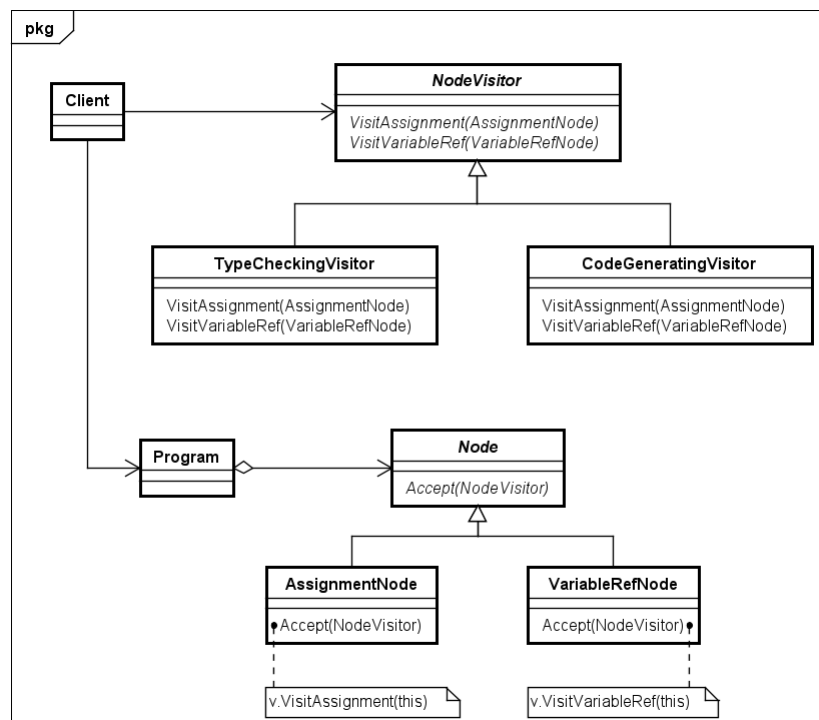 pkg
Client
NodeVisitor
VisitAssignment(AssignmentNode)
VisitVariableRef(VariableRefNode)
TypeCheckingVisitor
VisitAssignment(AssignmentNode)
VisitVariableRef(VariableRefNode)
CodeGeneratingVisitor
VisitAssignment(AssignmentNode)
VisitVariableRef(VariableRefNode)
Program
Node
Accept(NodeVisitor)
AssignmentNode
Accept(NodeVisitor)
VariableRefNode
Accept(NodeVisitor)
v.VisitAssignment(this)
v.VisitVariableRef(this)